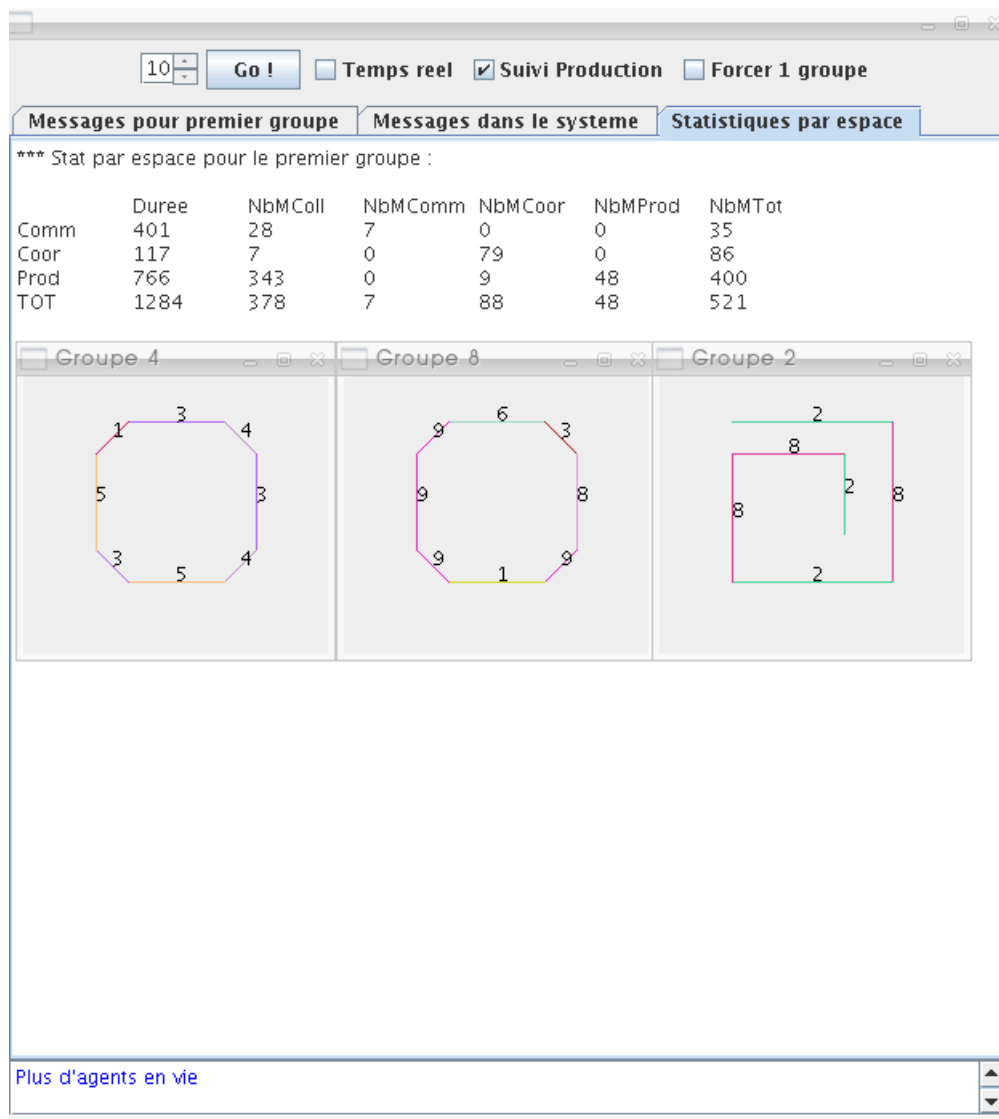 10 Go ! Temps reel Suivi Production Forcer 1 groupe
Messages pour premier groupe Messages dans le systeme Statistiques par espace
*** Stat par espace pour le premier groupe :
Duree NbMColl NbMComm NbMCoor NbMProd NbMTot
Comm 401 28 7 0 0 35
Coor 117 7 0 79 0 86
Prod 766 343 0 9 48 400
TOT 1284 378 7 88 48 521
Groupe 4 Groupe 8 Groupe 2
3 6 2
1 4 9 3 8
5 3 9 8 8 2 8
3 4 9 9
5 1 2
Plus d'agents en vie